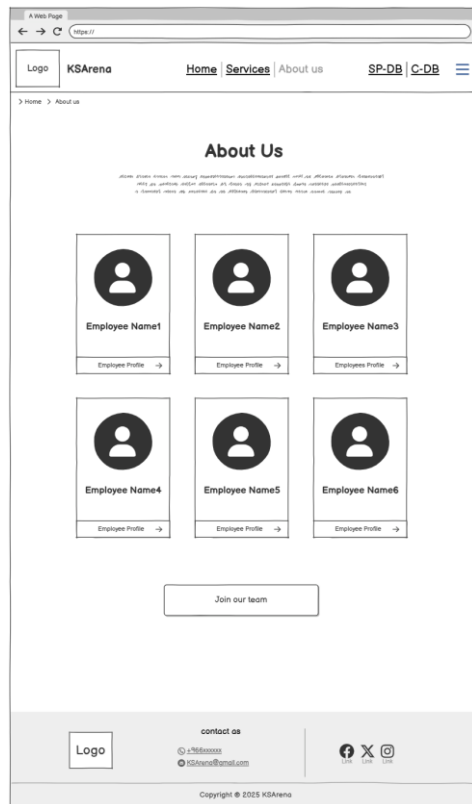 A Web Page
https://
Logo KSArena Home Services About us SP-DB C-DB
> Home > About us
About Us
Employee Name1 Employee Name2 Employee Name3
Employee Profile → Employee Profile → Employees Profile →
Employee Name4 Employee Name5 Employee Name6
Employee Profile → Employee Profile → Employee Profile →
Join our team
contact as
Logo
+966xxxxxx
KSArena@gmail.com
Link Link Link
Copyright © 2025 KSArena